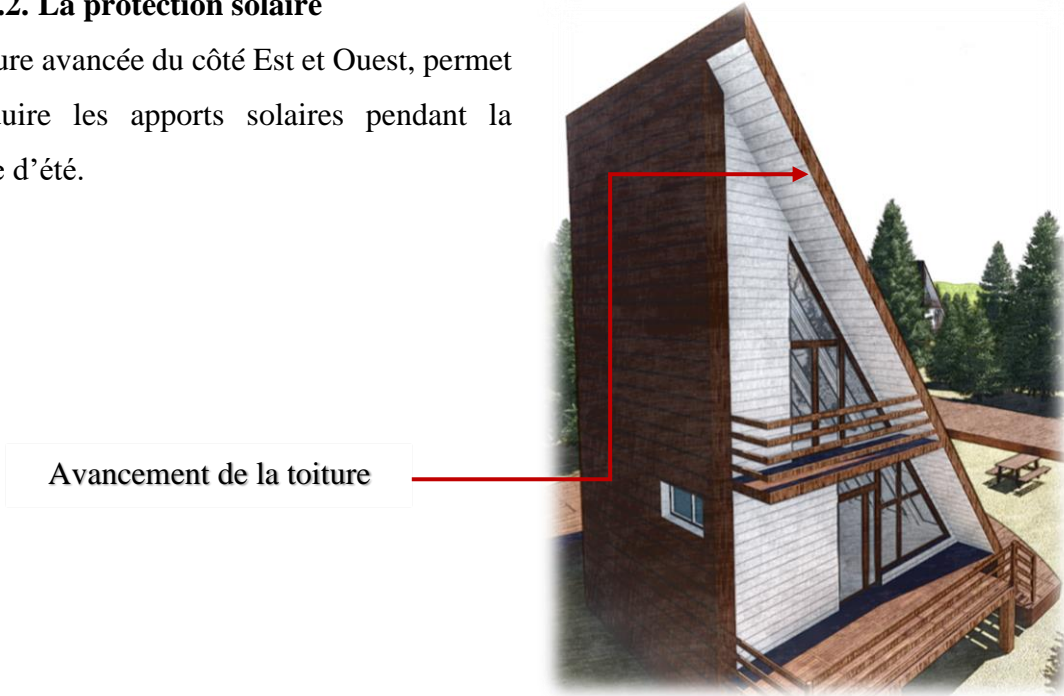 .2. La protection solaire
ure avancée du côté Est et Ouest, permet
uire les apports solaires pendant la
e d’été.
Avancement de la toiture